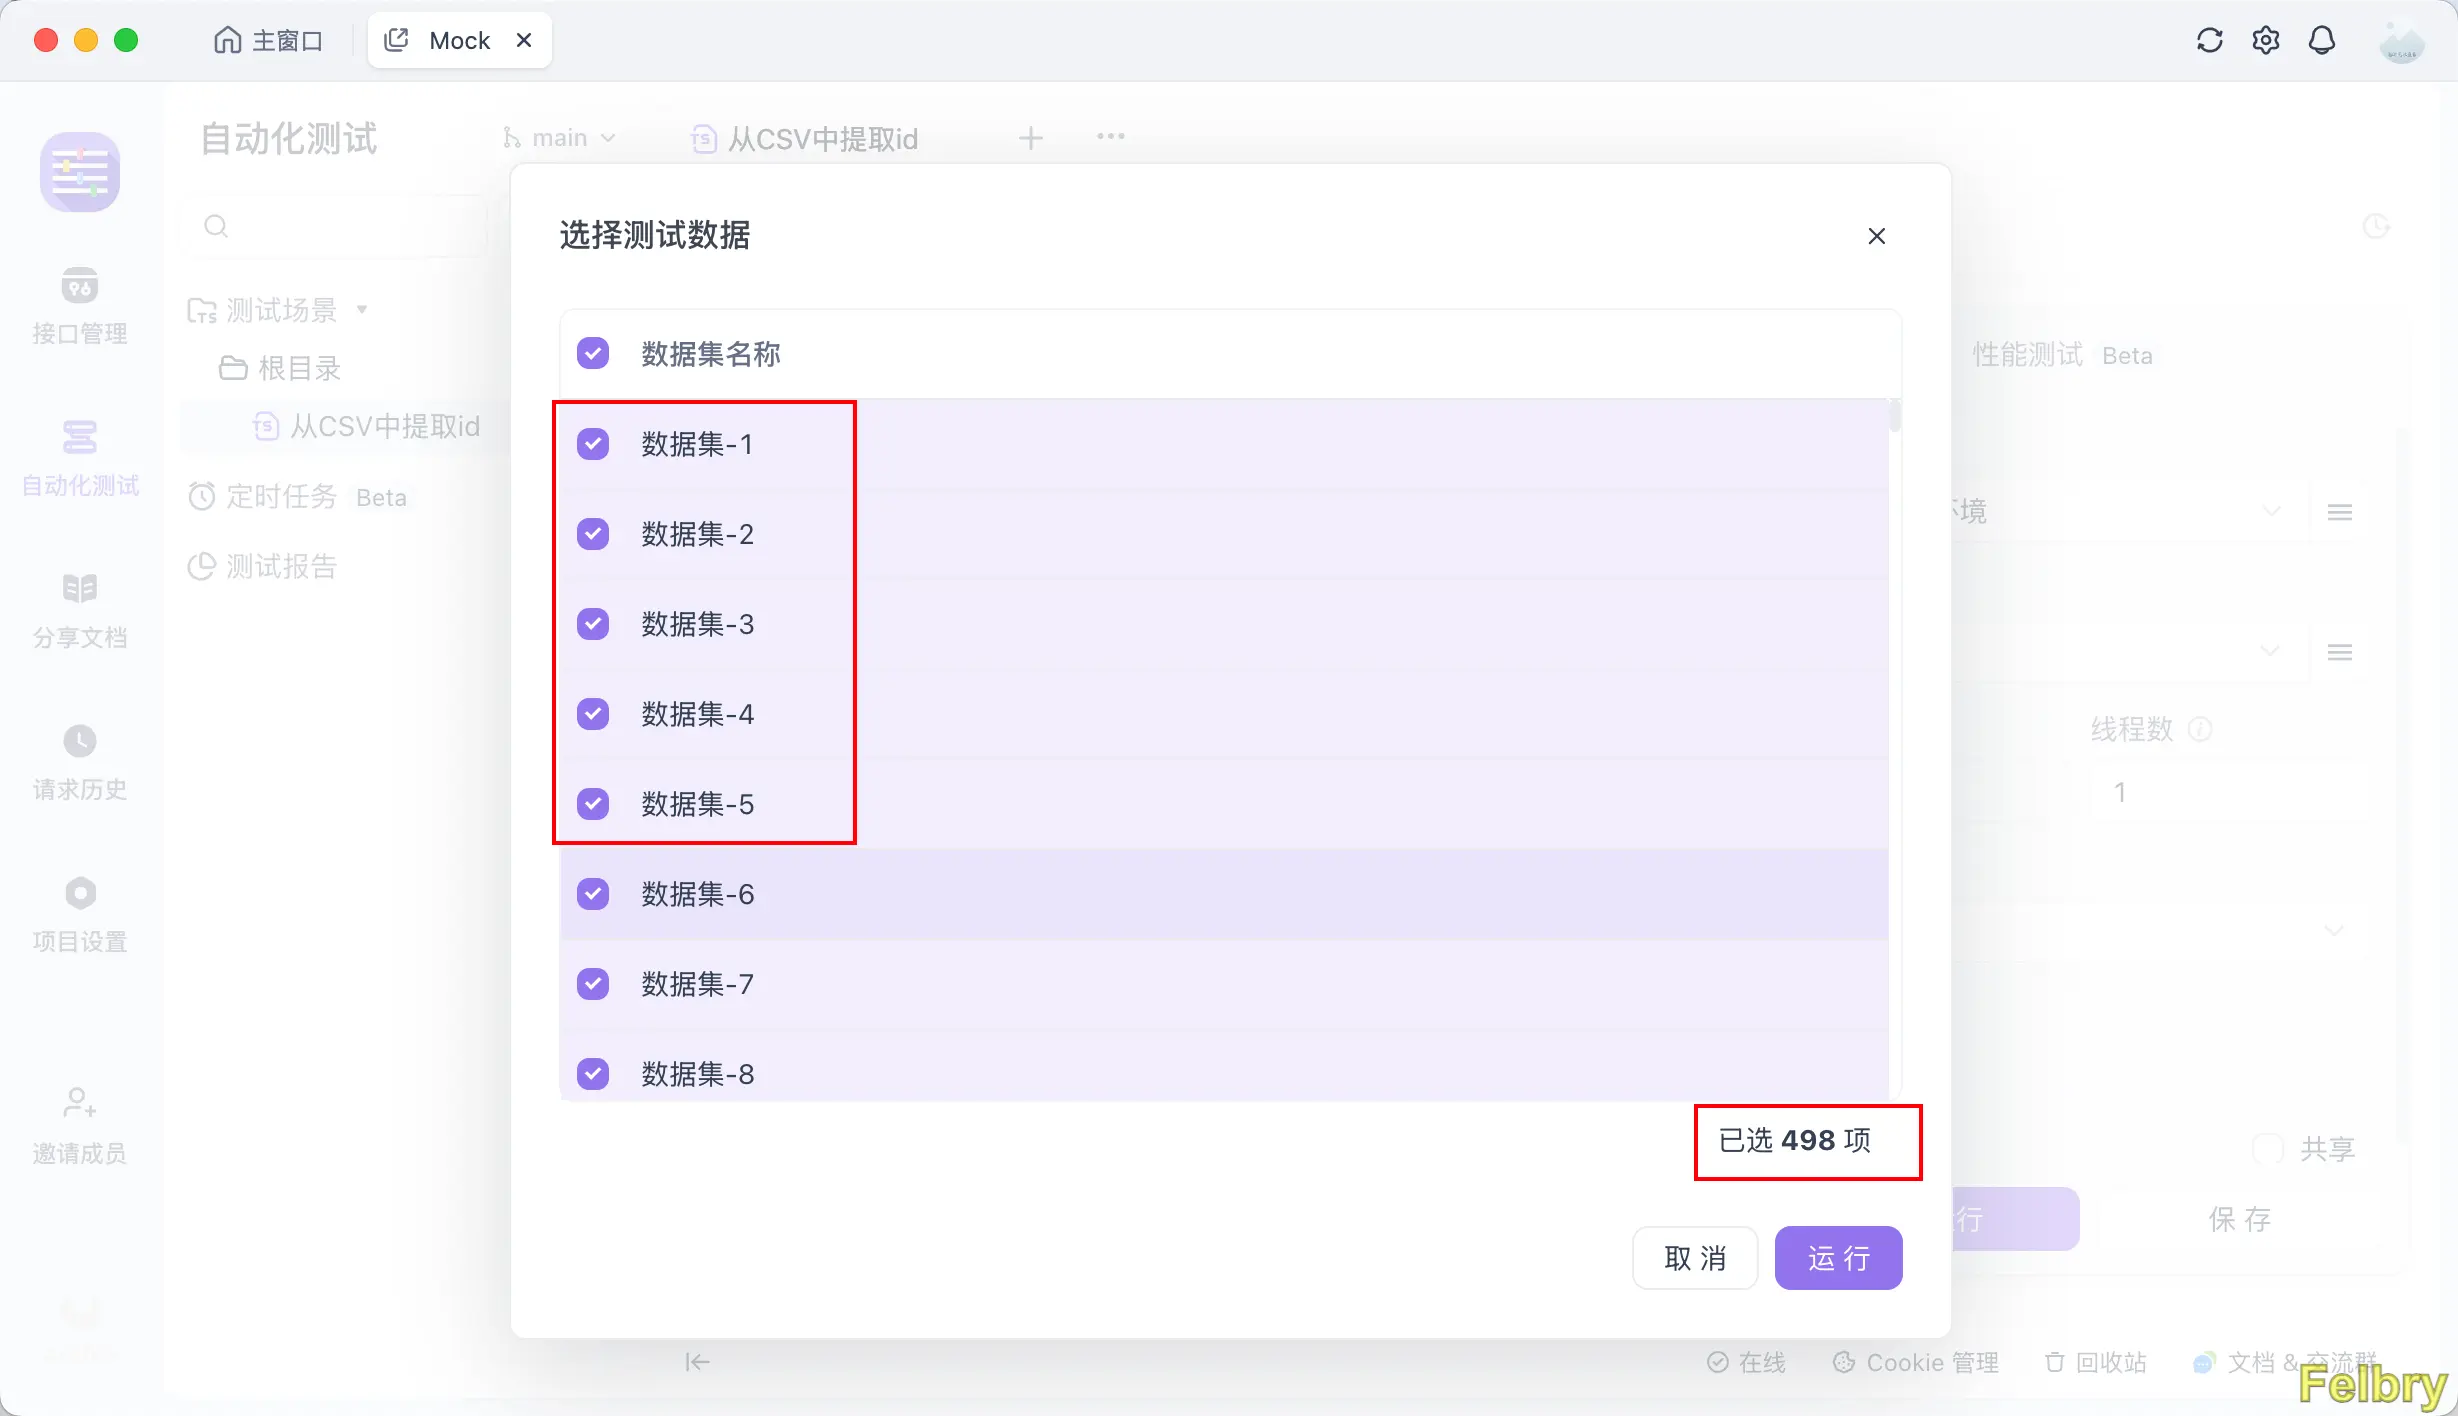 主窗口
Mock
自动化测试
main
从CSV中提取id
接口管理
自动化测试
分享文档
请求历史
项目设置
邀请成员
测试场景
根目录
从CSV中提取id
定时任务 Beta
测试报告
选择测试数据
数据集名称
数据集-1
数据集-2
数据集-3
数据集-4
数据集-5
数据集-6
数据集-7
数据集-8
已选 498 项
取 消
运 行
性能测试 Beta
境
线程数
1
共享
行
保 存
在线
Cookie 管理
回收站
文档 & 交流群
Felbry